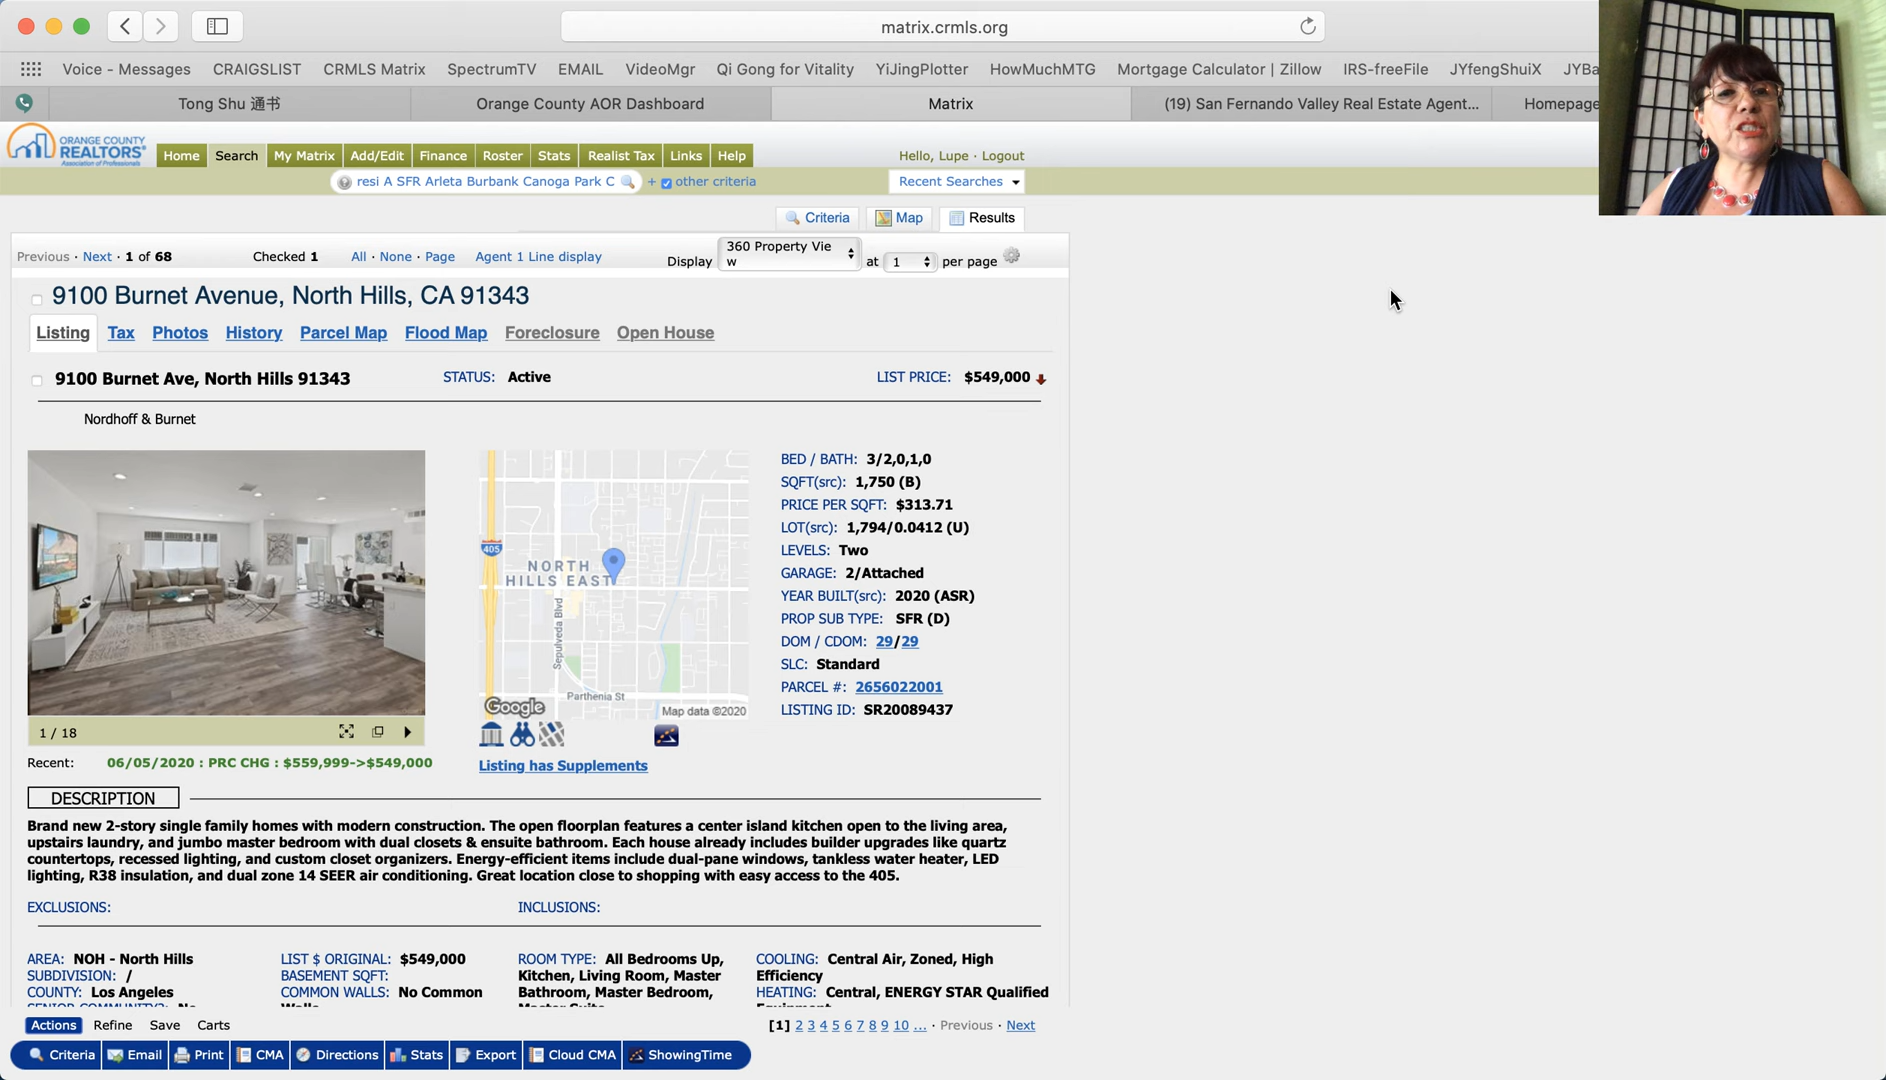 matrix.crmls.org
Voice - Messages CRAIGSLIST CRMLS Matrix SpectrumTV EMAIL VideoMgr Qi Gong for Vitality YiJingPlotter HowMuchMTG Mortgage Calculator | Zillow IRS-freeFile JYfengShuiX JYBa
Tong Shu 通书 Orange County AOR Dashboard Matrix (19) San Fernando Valley Real Estate Agent... Homepage
ORANGE COUNTY
REALTORS®
Association of Professionals®
Home Search My Matrix Add/Edit Finance Roster Stats Realist Tax Links Help Hello, Lupe · Logout
resi A SFR Arleta Burbank Canoga Park C + other criteria Recent Searches
Criteria Map Results
Previous · Next · 1 of 68 Checked 1 All · None · Page Agent 1 Line display Display 360 Property Vie
w at 1 per page
9100 Burnet Avenue, North Hills, CA 91343
Listing Tax Photos History Parcel Map Flood Map Foreclosure Open House
9100 Burnet Ave, North Hills 91343 STATUS: Active LIST PRICE: $549,000
Nordhoff & Burnet
405
NORTH
HILLS EAST
Sepulveda Blvd
Parthenia St
Google Map data ©2020
BED / BATH: 3/2,0,1,0
SQFT(src): 1,750 (B)
PRICE PER SQFT: $313.71
LOT(src): 1,794/0.0412 (U)
LEVELS: Two
GARAGE: 2/Attached
YEAR BUILT(src): 2020 (ASR)
PROP SUB TYPE: SFR (D)
DOM / CDOM: 29/29
SLC: Standard
PARCEL #: 2656022001
LISTING ID: SR20089437
1 / 18
Recent: 06/05/2020 : PRC CHG : $559,999->$549,000
Listing has Supplements
DESCRIPTION
Brand new 2-story single family homes with modern construction. The open floorplan features a center island kitchen open to the living area,
upstairs laundry, and jumbo master bedroom with dual closets & ensuite bathroom. Each house already includes builder upgrades like quartz
countertops, recessed lighting, and custom closet organizers. Energy-efficient items include dual-pane windows, tankless water heater, LED
lighting, R38 insulation, and dual zone 14 SEER air conditioning. Great location close to shopping with easy access to the 405.
EXCLUSIONS: INCLUSIONS:
AREA: NOH - North Hills LIST $ ORIGINAL: $549,000 ROOM TYPE: All Bedrooms Up, COOLING: Central Air, Zoned, High
SUBDIVISION: / BASEMENT SQFT: Kitchen, Living Room, Master Efficiency
COUNTY: Los Angeles COMMON WALLS: No Common Bathroom, Master Bedroom, HEATING: Central, ENERGY STAR Qualified
Actions Refine Save Carts [1] 2 3 4 5 6 7 8 9 10 ... · Previous · Next
Criteria Email Print CMA Directions Stats Export Cloud CMA ShowingTime